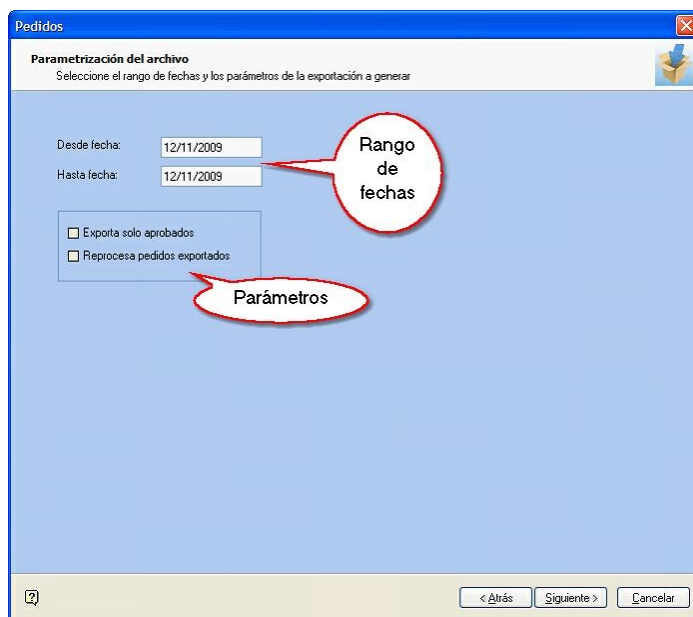 Pedidos
Parametrización del archivo
Seleccione el rango de fechas y los parámetros de la exportación a generar
Desde fecha: 12/11/2009
Hasta fecha: 12/11/2009
Rango
de
fechas
Exporta solo aprobados
Reprocesa pedidos exportados
Parámetros
?
< Atrás Siguiente > Cancelar